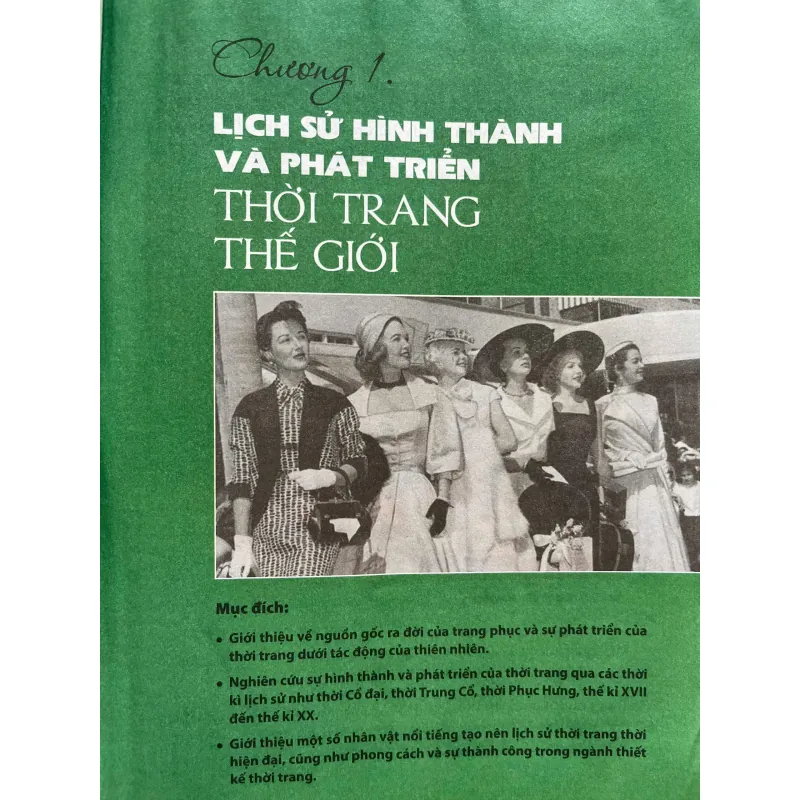 Chương 1.
LỊCH SỬ HÌNH THÀNH
VÀ PHÁT TRIỂN
THỜI TRANG
THẾ GIỚI
Mục đích:
• Giới thiệu về nguồn gốc ra đời của trang phục và sự phát triển của
thời trang dưới tác động của thiên nhiên.
• Nghiên cứu sự hình thành và phát triển của thời trang qua các thời
kì lịch sử như thời Cổ đại, thời Trung Cổ, thời Phục Hưng, thế kỉ XVII
đến thế kỉ XX.
• Giới thiệu một số nhân vật nổi tiếng tạo nên lịch sử thời trang thời
hiện đại, cũng như phong cách và sự thành công trong ngành thiết
kế thời trang.